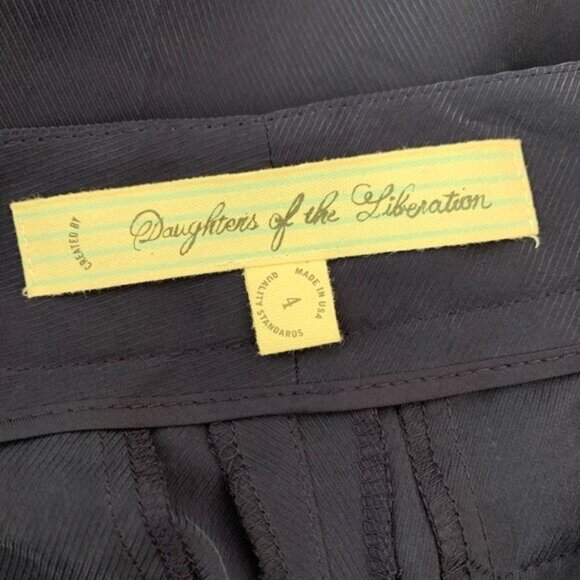 CREATED BY
Daughters of the Liberation
MADE IN USA
4
QUALITY STANDARDS